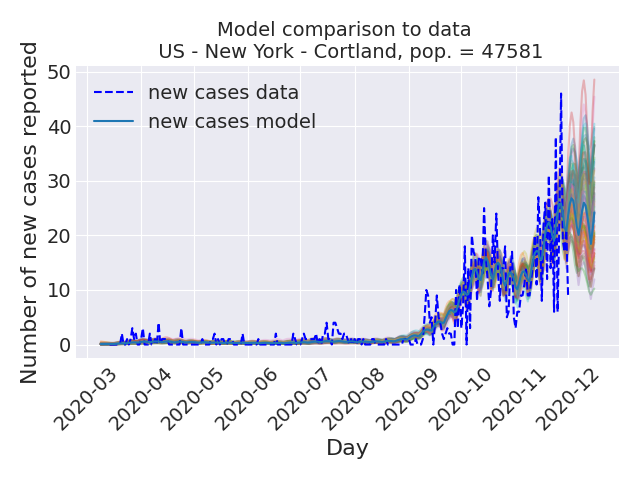 Model comparison to data
US - New York - Cortland, pop. = 47581
Number of new cases reported
50
40
30
20
10
0
new cases data
new cases model
2020-03
2020-04
2020-05
2020-06
2020-07
2020-08
2020-09
2020-10
2020-11
2020-12
Day